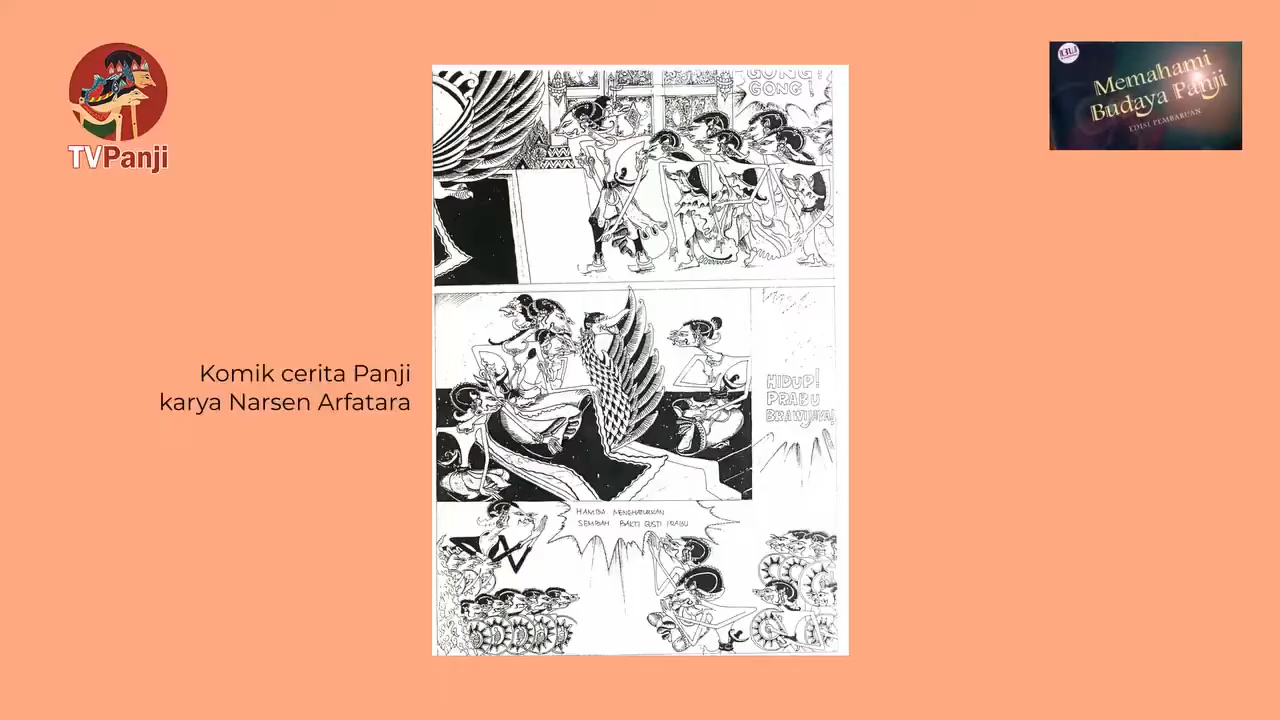 TVPanji
Memahami
Budaya Panji
EDISI PEMBARUAN
Komik cerita Panji
karya Narsen Arfatara
GONG!
GONG!
HIDUP!
PRABU
BRAWIJAYA!
HAMBA MENGHATURKAN
SEMBAH BAKTI GUSTI PRABU